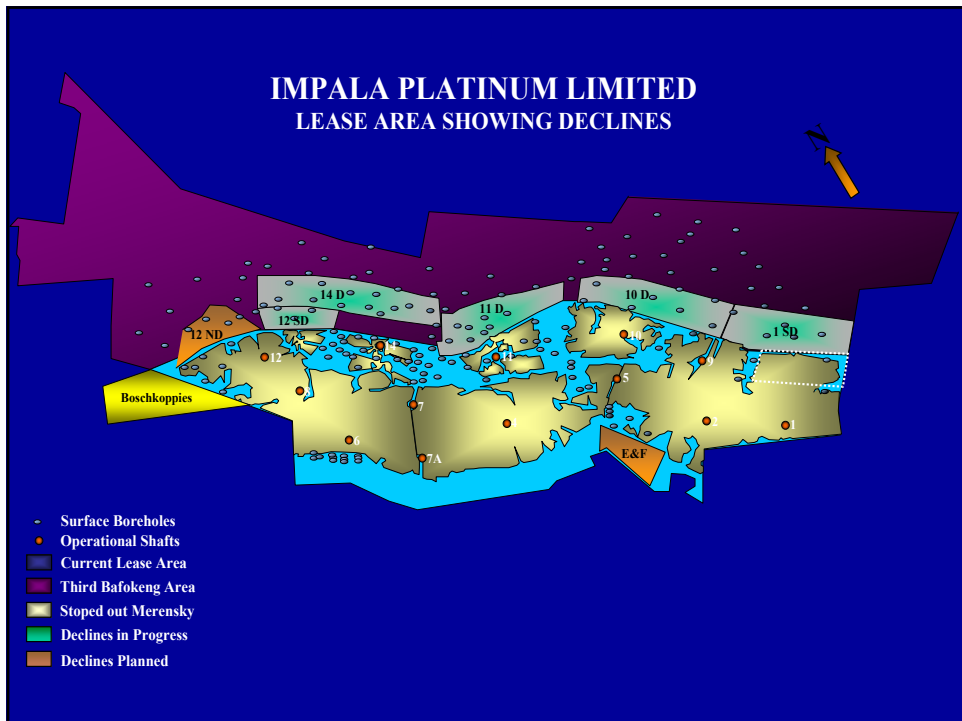 IMPALA PLATINUM LIMITED
LEASE AREA SHOWING DECLINES
N
14 D
10 D
11 D
12 SD
12 ND
1 SD
14
10
11
12
9
5
Boschkoppies
7
2
1
6
7A
E&F
Surface Boreholes
Operational Shafts
Current Lease Area
Third Bafokeng Area
Stoped out Merensky
Declines in Progress
Declines Planned